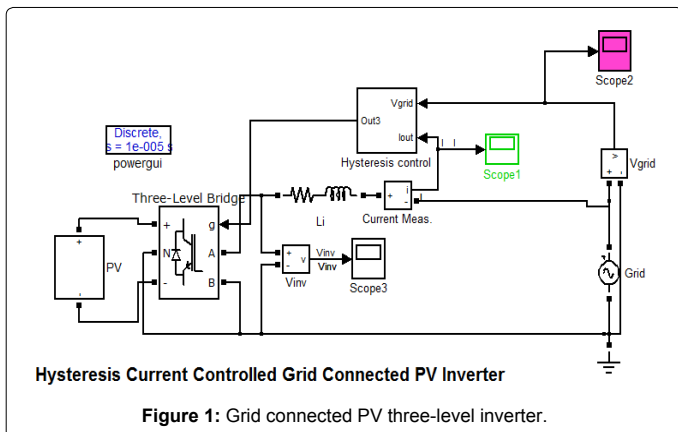 Scope2
Vgrid
Out3
Iout
Hysteresis control
I I
Scope1
v
+ -
Vgrid
Discrete,
s = 1e-005 s
powergui
Three-Level Bridge
+
g
N
A
-
B
+
-
PV
Li
+
i
-
Current Meas.
+
-
v
Vinv
Vinv
Vinv
Scope3
Grid
Hysteresis Current Controlled Grid Connected PV Inverter
Figure 1: Grid connected PV three-level inverter.